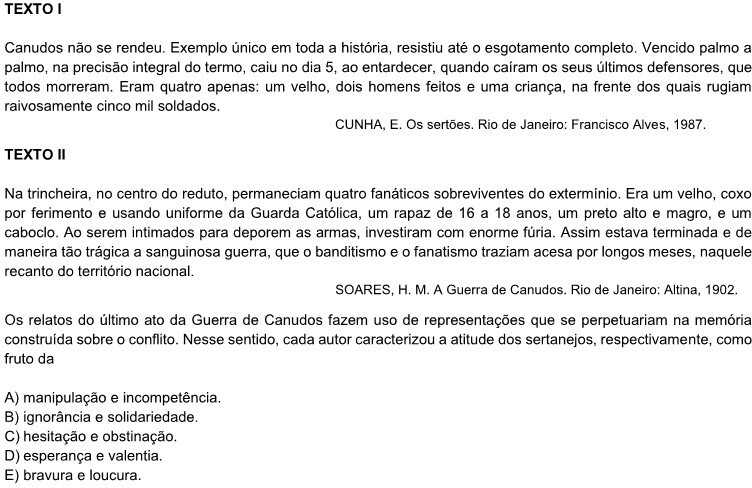 TEXTO I
Canudos não se rendeu. Exemplo único em toda a história, resistiu até o esgotamento completo. Vencido palmo a
palmo, na precisão integral do termo, caiu no dia 5, ao entardecer, quando caíram os seus últimos defensores, que
todos morreram. Eram quatro apenas: um velho, dois homens feitos e uma criança, na frente dos quais rugiam
raivosamente cinco mil soldados.
CUNHA, E. Os sertões. Rio de Janeiro: Francisco Alves, 1987.
TEXTO II
Na trincheira, no centro do reduto, permaneciam quatro fanáticos sobreviventes do extermínio. Era um velho, coxo
por ferimento e usando uniforme da Guarda Católica, um rapaz de 16 a 18 anos, um preto alto e magro, e um
caboclo. Ao serem intimados para deporem as armas, investiram com enorme fúria. Assim estava terminada e de
maneira tão trágica a sanguinosa guerra, que o banditismo e o fanatismo traziam acesa por longos meses, naquele
recanto do território nacional.
SOARES, H. M. A Guerra de Canudos. Rio de Janeiro: Altina, 1902.
Os relatos do último ato da Guerra de Canudos fazem uso de representações que se perpetuariam na memória
construída sobre o conflito. Nesse sentido, cada autor caracterizou a atitude dos sertanejos, respectivamente, como
fruto da
A) manipulação e incompetência.
B) ignorância e solidariedade.
C) hesitação e obstinação.
D) esperança e valentia.
E) bravura e loucura.